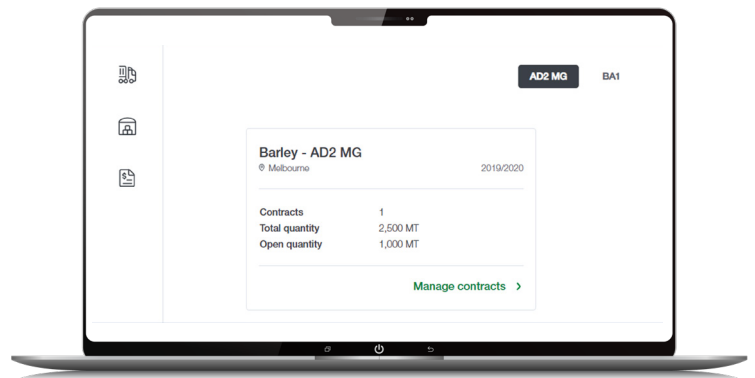 AD2 MG BA1
Barley - AD2 MG
Melbourne 2019/2020
Contracts 1
Total quantity 2,500 MT
Open quantity 1,000 MT
Manage contracts